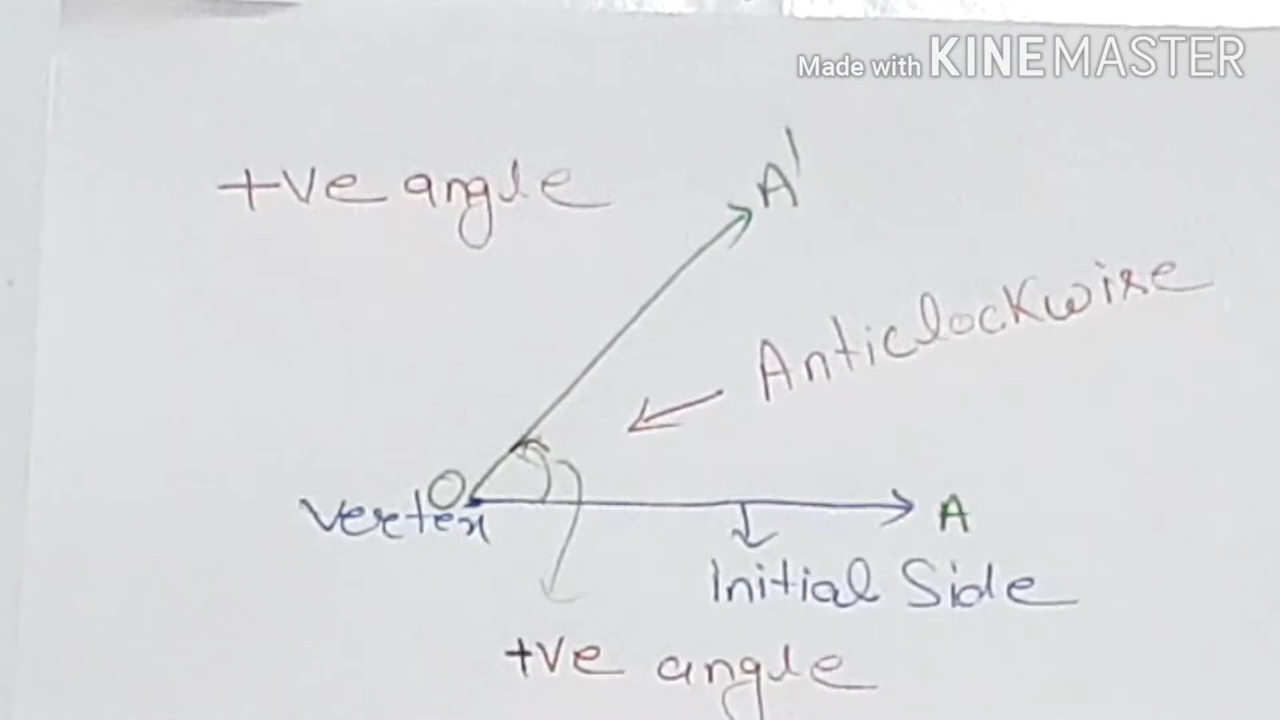 Made with KINEMASTER
+ve angle
A'
Anticlockwise
O
Vertex
A
Initial Side
+ve angle